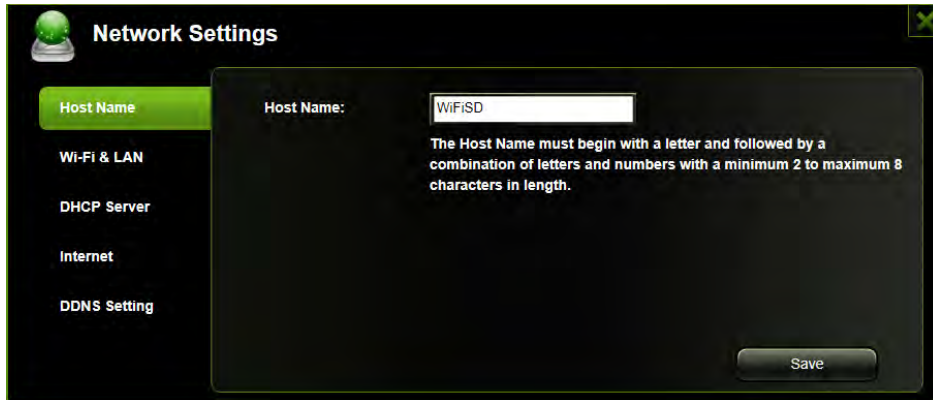 Network Settings
Host Name
Wi-Fi & LAN
DHCP Server
Internet
DDNS Setting
Host Name:
WiFiSD
The Host Name must begin with a letter and followed by a
combination of letters and numbers with a minimum 2 to maximum 8
characters in length.
Save